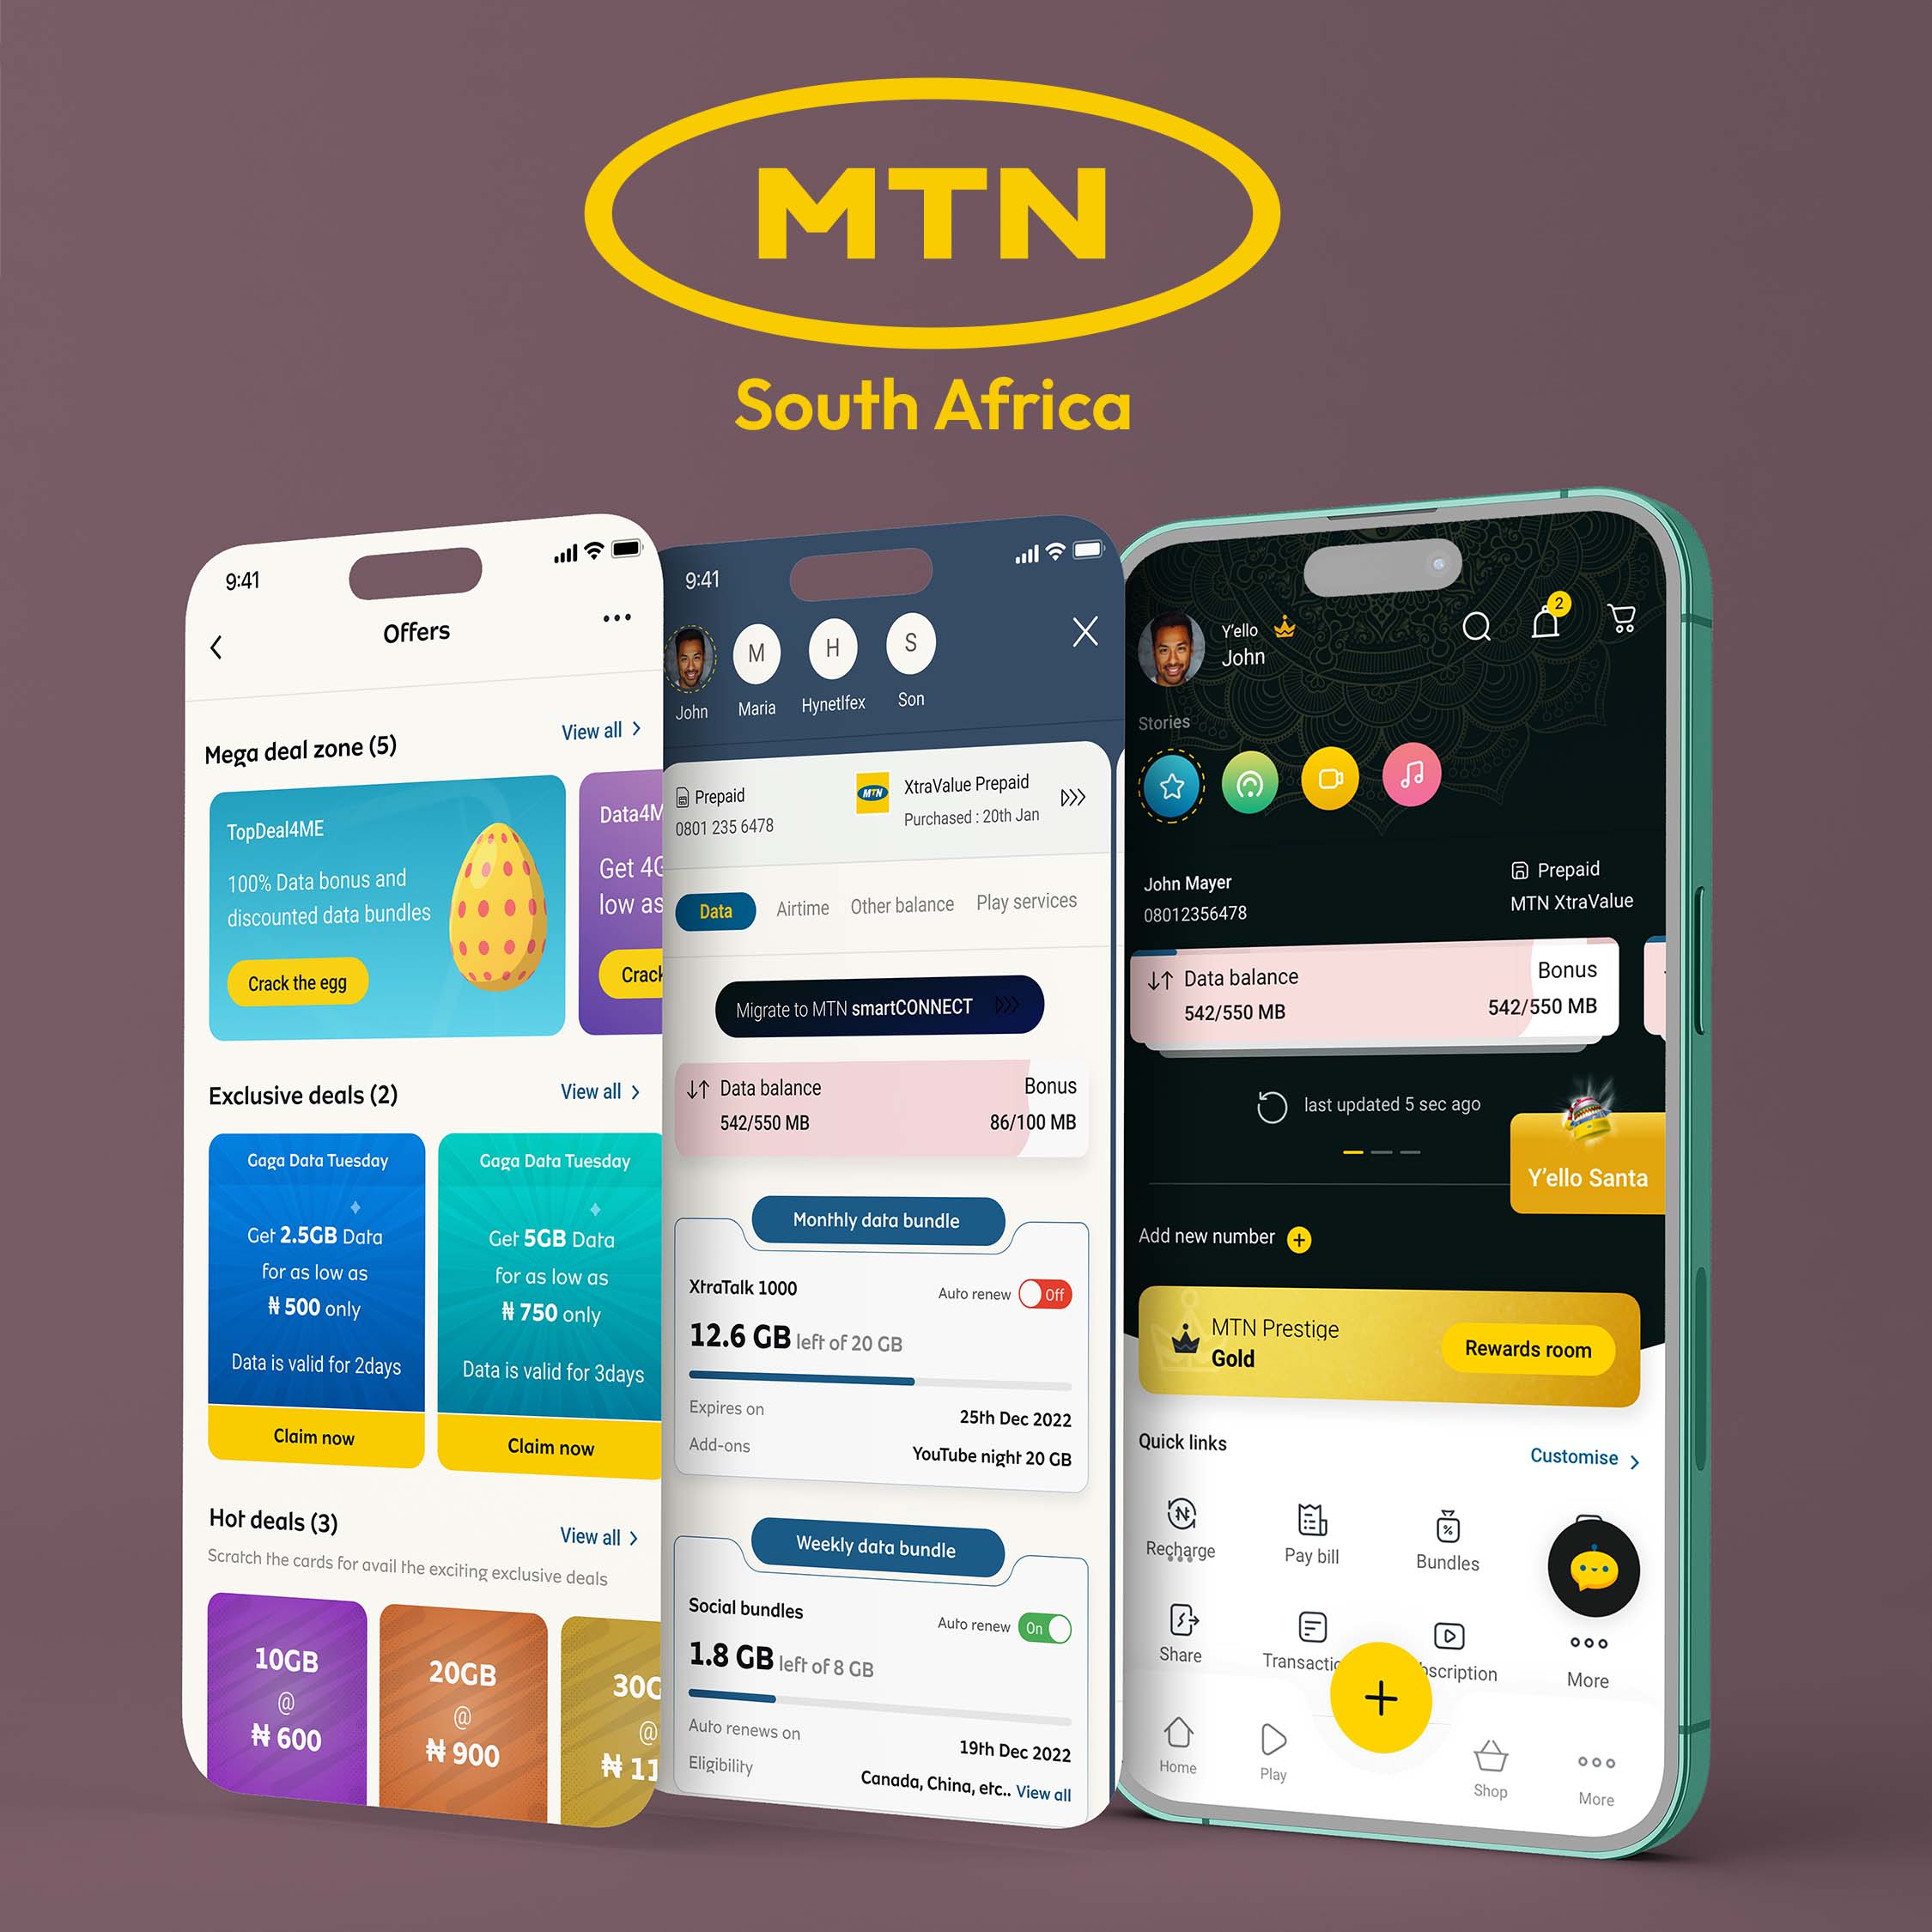 MTN
South Africa
9:41
Offers
Mega deal zone (5)
View all
TopDeal4ME
100% Data bonus and
discounted data bundles
Crack the egg
Get 4G
low as
Crack
Exclusive deals (2)
View all
Gaga Data Tuesday
Get 2.5GB Data
for as low as
₦ 500 only
Data is valid for 2days
Claim now
Gaga Data Tuesday
Get 5GB Data
for as low as
₦ 750 only
Data is valid for 3days
Claim now
Hot deals (3)
View all
Scratch the cards for avail the exciting exclusive deals
10GB
@
₦ 600
20GB
@
₦ 900
@
9:41
M
H
S
John
Maria
Hynetlfex
Son
Prepaid
0801 235 6478
MTN
XtraValue Prepaid
Purchased : 20th Jan
Data
Airtime
Other balance
Play services
Migrate to MTN smartCONNECT
Data balance
542/550 MB
Bonus
86/100 MB
Monthly data bundle
XtraTalk 1000
Auto renew
Off
12.6 GB left of 20 GB
Expires on
25th Dec 2022
Add-ons
YouTube night 20 GB
Weekly data bundle
Social bundles
Auto renew
On
1.8 GB left of 8 GB
Auto renews on
19th Dec 2022
Eligibility
Canada, China, etc.. View all
Y'ello
John
2
Stories
John Mayer
08012356478
Prepaid
MTN XtraValue
Data balance
542/550 MB
Bonus
542/550 MB
last updated 5 sec ago
Y'ello Santa
Add new number
MTN Prestige
Gold
Rewards room
Quick links
Customise
Recharge
Pay bill
Bundles
Share
More
Home
Play
Shop
More